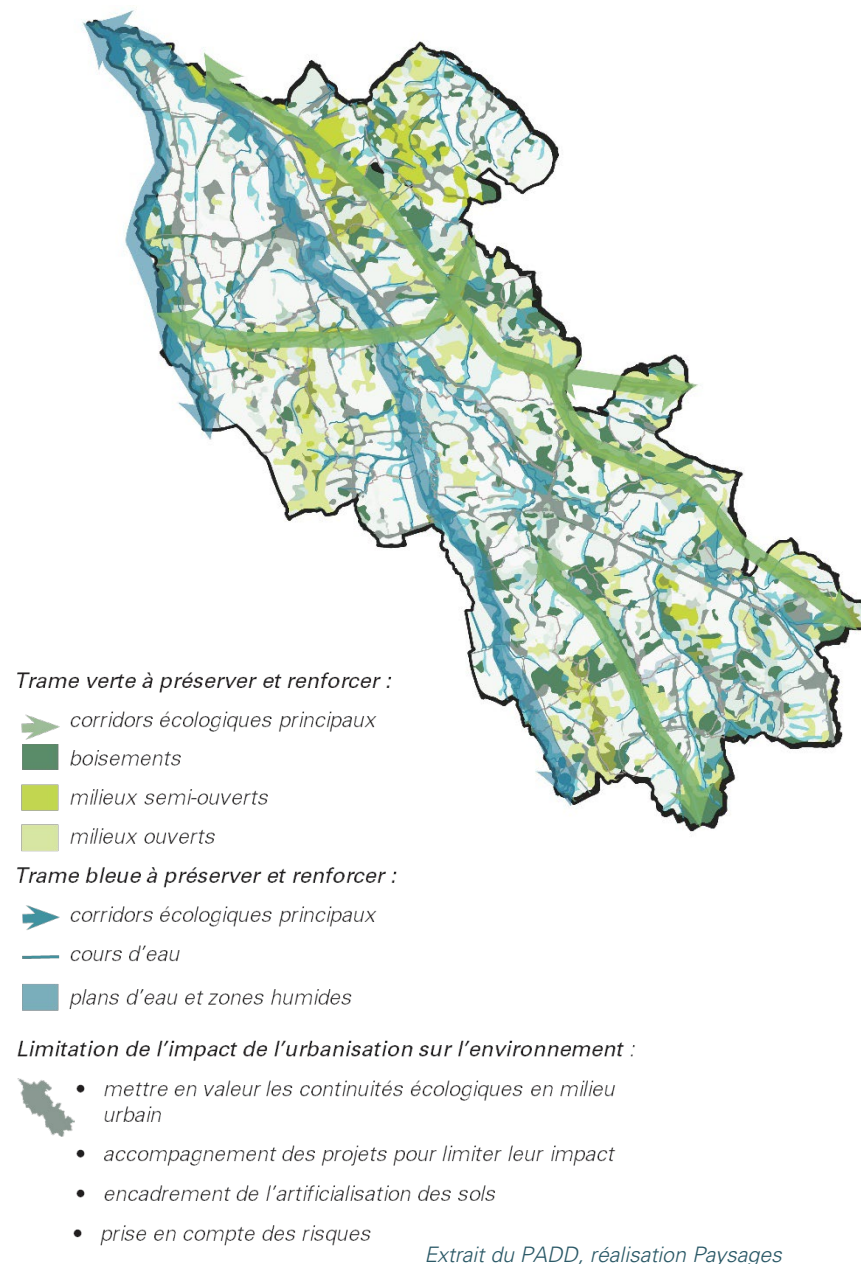 Trame verte à préserver et renforcer :
corridors écologiques principaux
boisements
milieux semi-ouverts
milieux ouverts
Trame bleue à préserver et renforcer :
corridors écologiques principaux
cours d'eau
plans d'eau et zones humides
Limitation de l'impact de l'urbanisation sur l'environnement :
• mettre en valeur les continuités écologiques en milieu
urbain
• accompagnement des projets pour limiter leur impact
• encadrement de l'artificialisation des sols
• prise en compte des risques
Extrait du PADD, réalisation Paysages